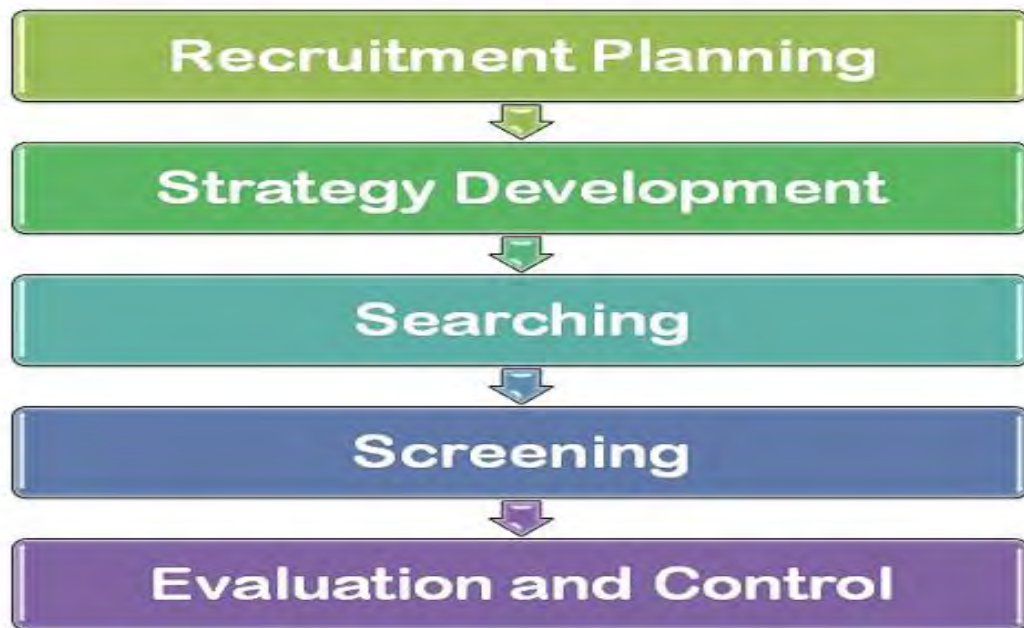 Recruitment Planning
Strategy Development
Searching
Screening
Evaluation and Control